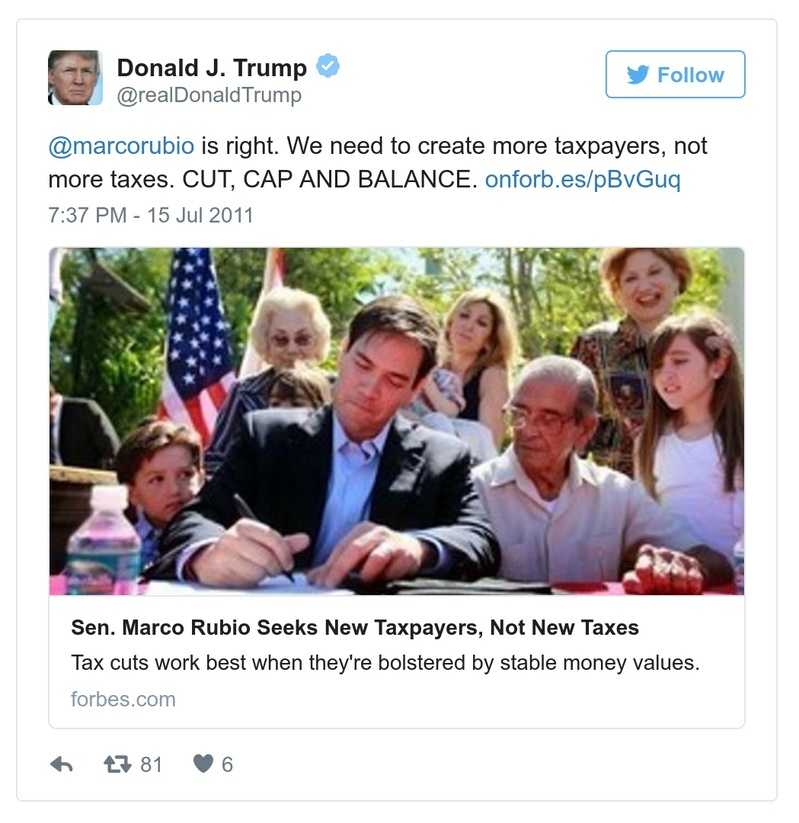 Donald J. Trump
@realDonaldTrump
Follow
@marcorubio is right. We need to create more taxpayers, not
more taxes. CUT, CAP AND BALANCE. onforb.es/pBvGuq
7:37 PM - 15 Jul 2011
Sen. Marco Rubio Seeks New Taxpayers, Not New Taxes
Tax cuts work best when they're bolstered by stable money values.
forbes.com
81
6